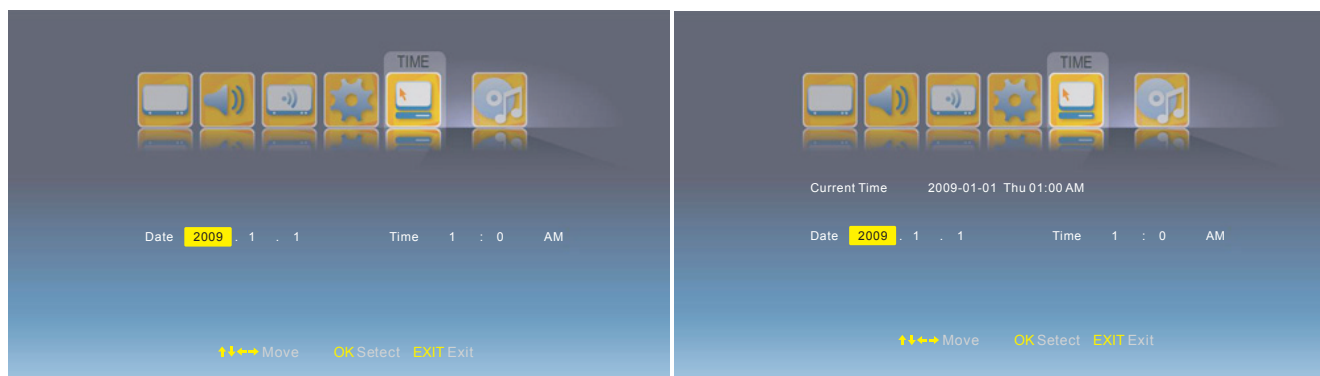 TIME
Date 2009 . 1 . 1 Time 1 : 0 AM
Move OK Setect EXIT Exit
TIME
Current Time 2009-01-01 Thu 01:00 AM
Date 2009 . 1 . 1 Time 1 : 0 AM
Move OK Setect EXIT Exit